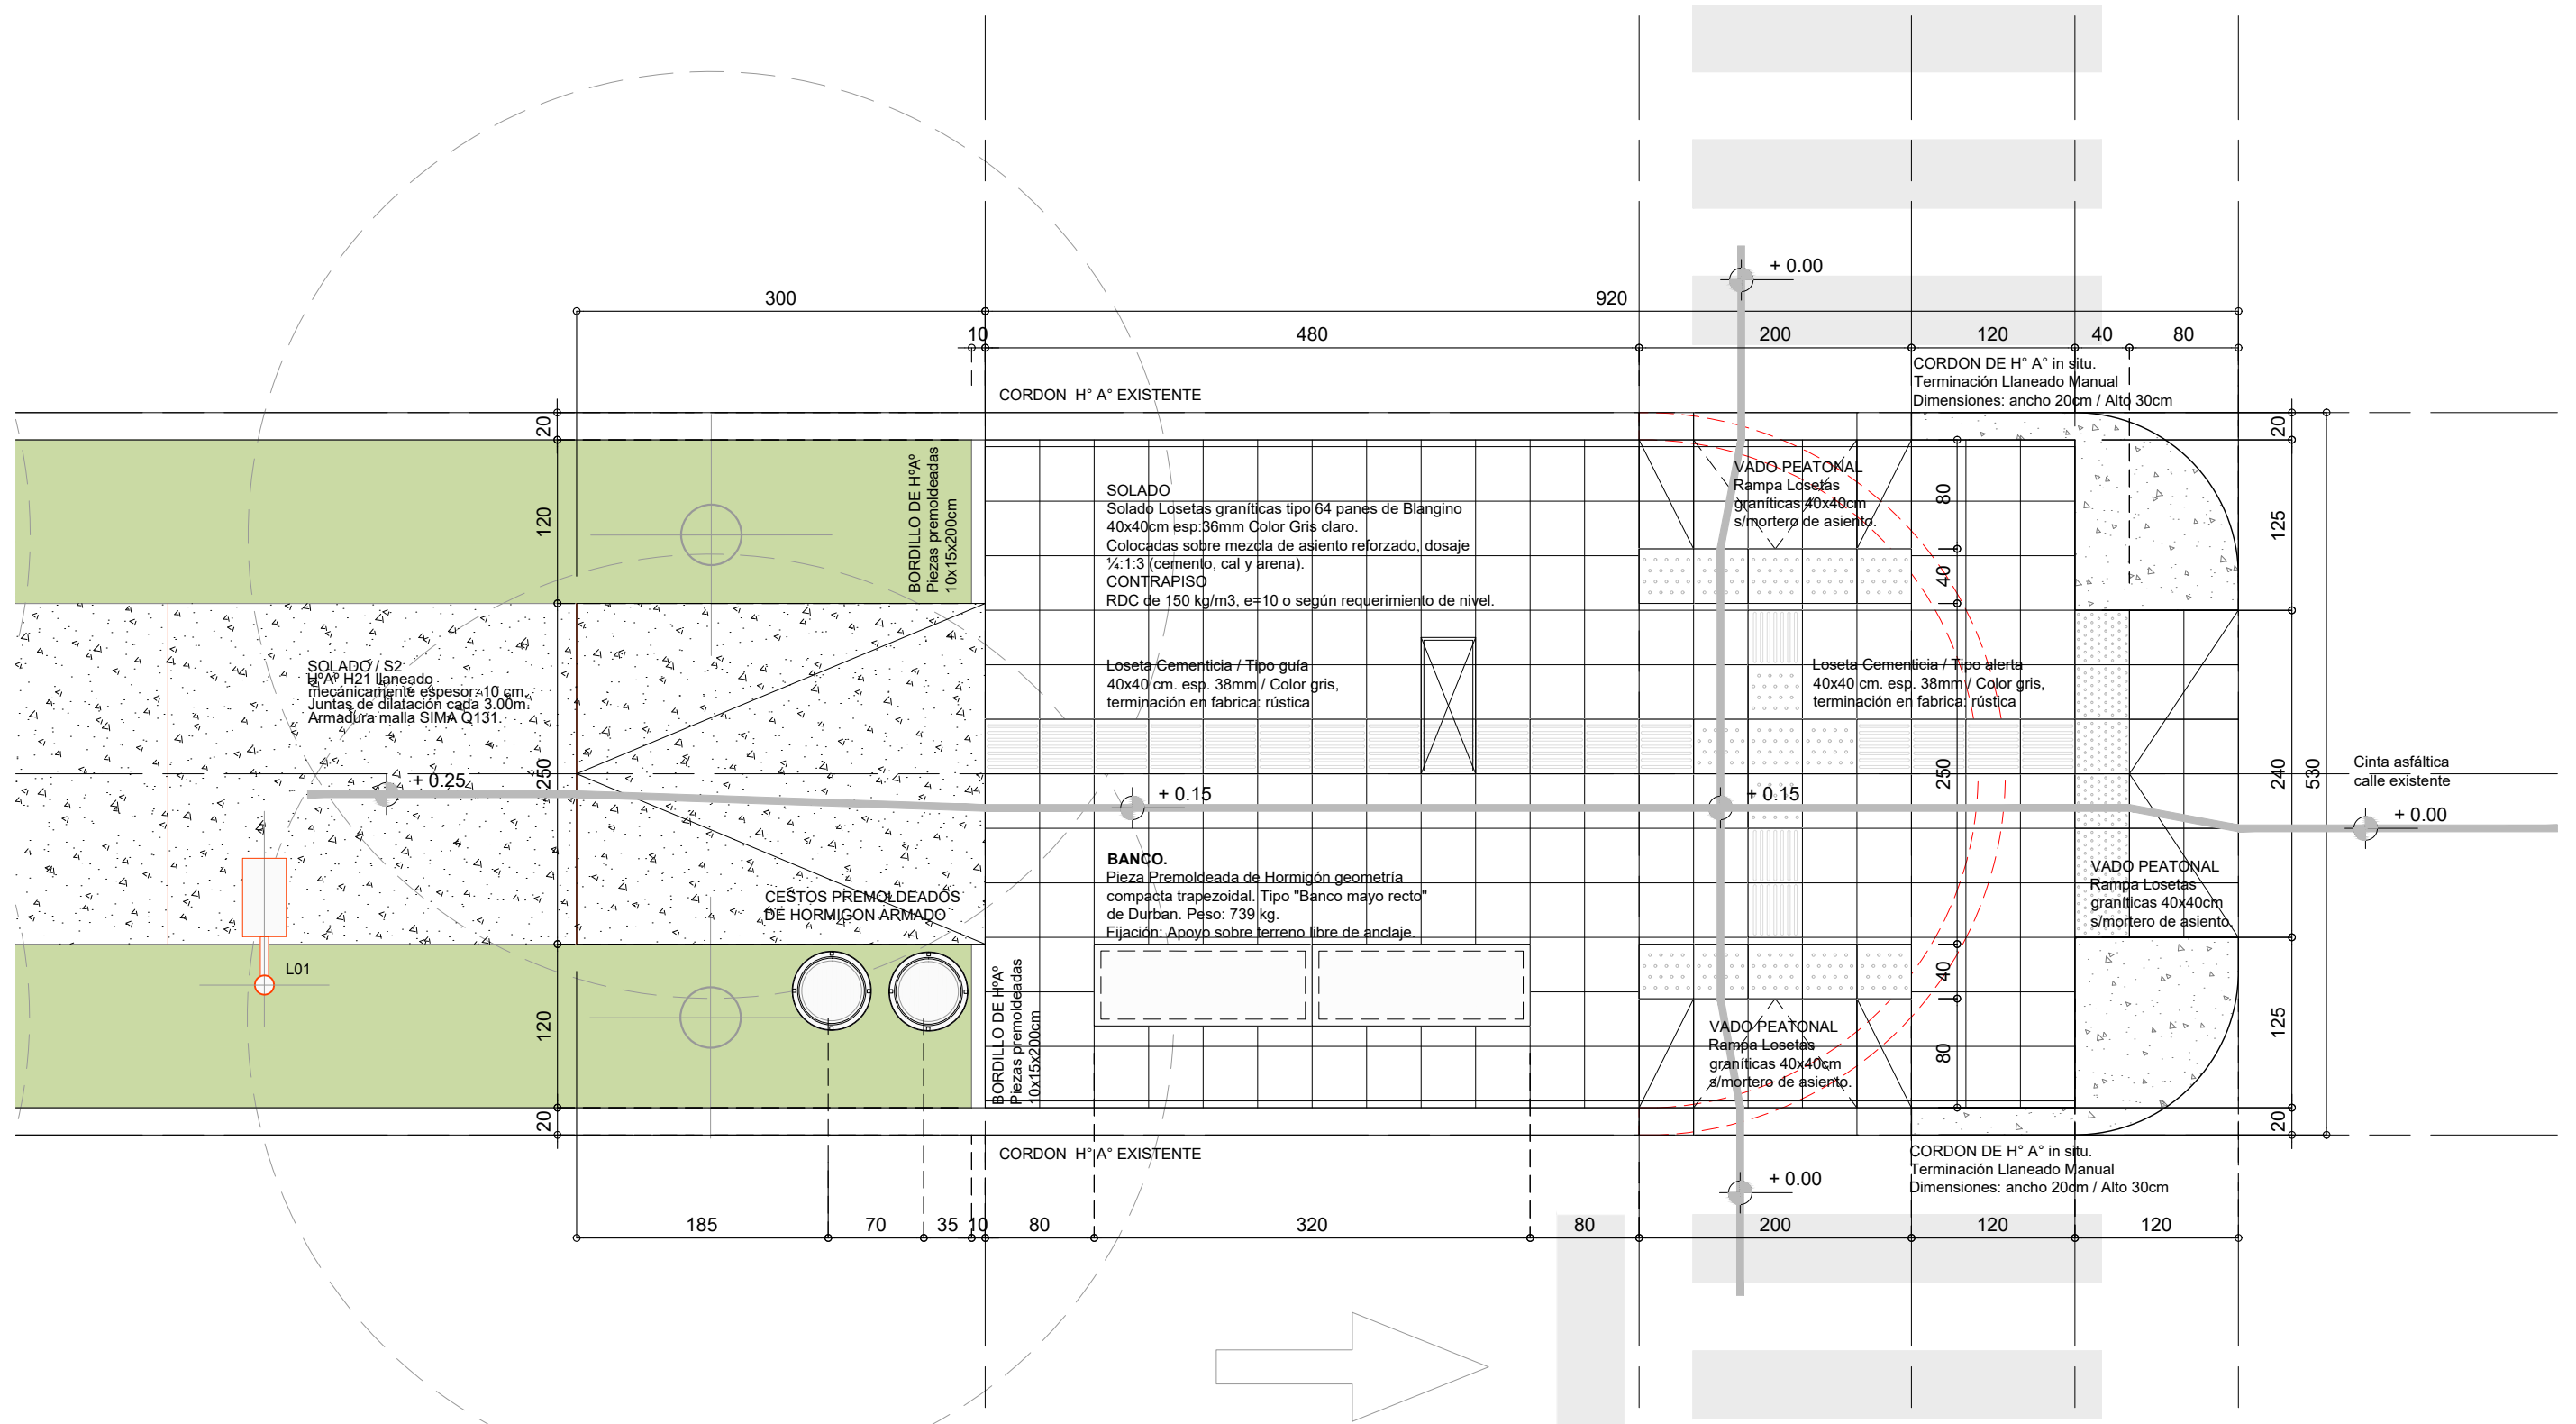 + 0.00
300
920
10
480
200
120
40
80
CORDON DE H° A° in situ.
Terminación Llaneado Manual
Dimensiones: ancho 20cm / Alto 30cm
CORDON H° A° EXISTENTE
20
120
250
120
20
BORDILLO DE HºAº
Piezas premoldeadas
10x15x200cm
SOLADO
Solado Losetas graníticas tipo 64 panes de Blangino
40x40cm esp:36mm Color Gris claro.
Colocadas sobre mezcla de asiento reforzado, dosaje
¼:1:3 (cemento, cal y arena).
CONTRAPISO
RDC de 150 kg/m3, e=10 o según requerimiento de nivel.
VADO PEATONAL
Rampa Losetas
graníticas 40x40cm
s/mortero de asiento.
80
40
250
40
80
20
125
240
125
20
530
SOLADO / S2
HºAº H21 llaneado
mecánicamente espesor: 10 cm.
Juntas de dilatación cada 3.00m.
Armadura malla SIMA Q131.
Loseta Cementicia / Tipo guía
40x40 cm. esp. 38mm / Color gris,
terminación en fabrica: rústica
Loseta Cementicia / Tipo alerta
40x40 cm. esp. 38mm / Color gris,
terminación en fabrica: rústica
+ 0.25
+ 0.15
+ 0.15
Cinta asfáltica
calle existente
+ 0.00
BANCO.
Pieza Premoldeada de Hormigón geometría
compacta trapezoidal. Tipo "Banco mayo recto"
de Durban. Peso: 739 kg.
Fijación: Apoyo sobre terreno libre de anclaje.
CESTOS PREMOLDEADOS
DE HORMIGON ARMADO
VADO PEATONAL
Rampa Losetas
graníticas 40x40cm
s/mortero de asiento.
L01
BORDILLO DE HºAº
Piezas premoldeadas
10x15x200cm
VADO PEATONAL
Rampa Losetas
graníticas 40x40cm
s/mortero de asiento.
CORDON H° A° EXISTENTE
CORDON DE H° A° in situ.
Terminación Llaneado Manual
Dimensiones: ancho 20cm / Alto 30cm
+ 0.00
185
70
35
10
80
320
80
200
120
120